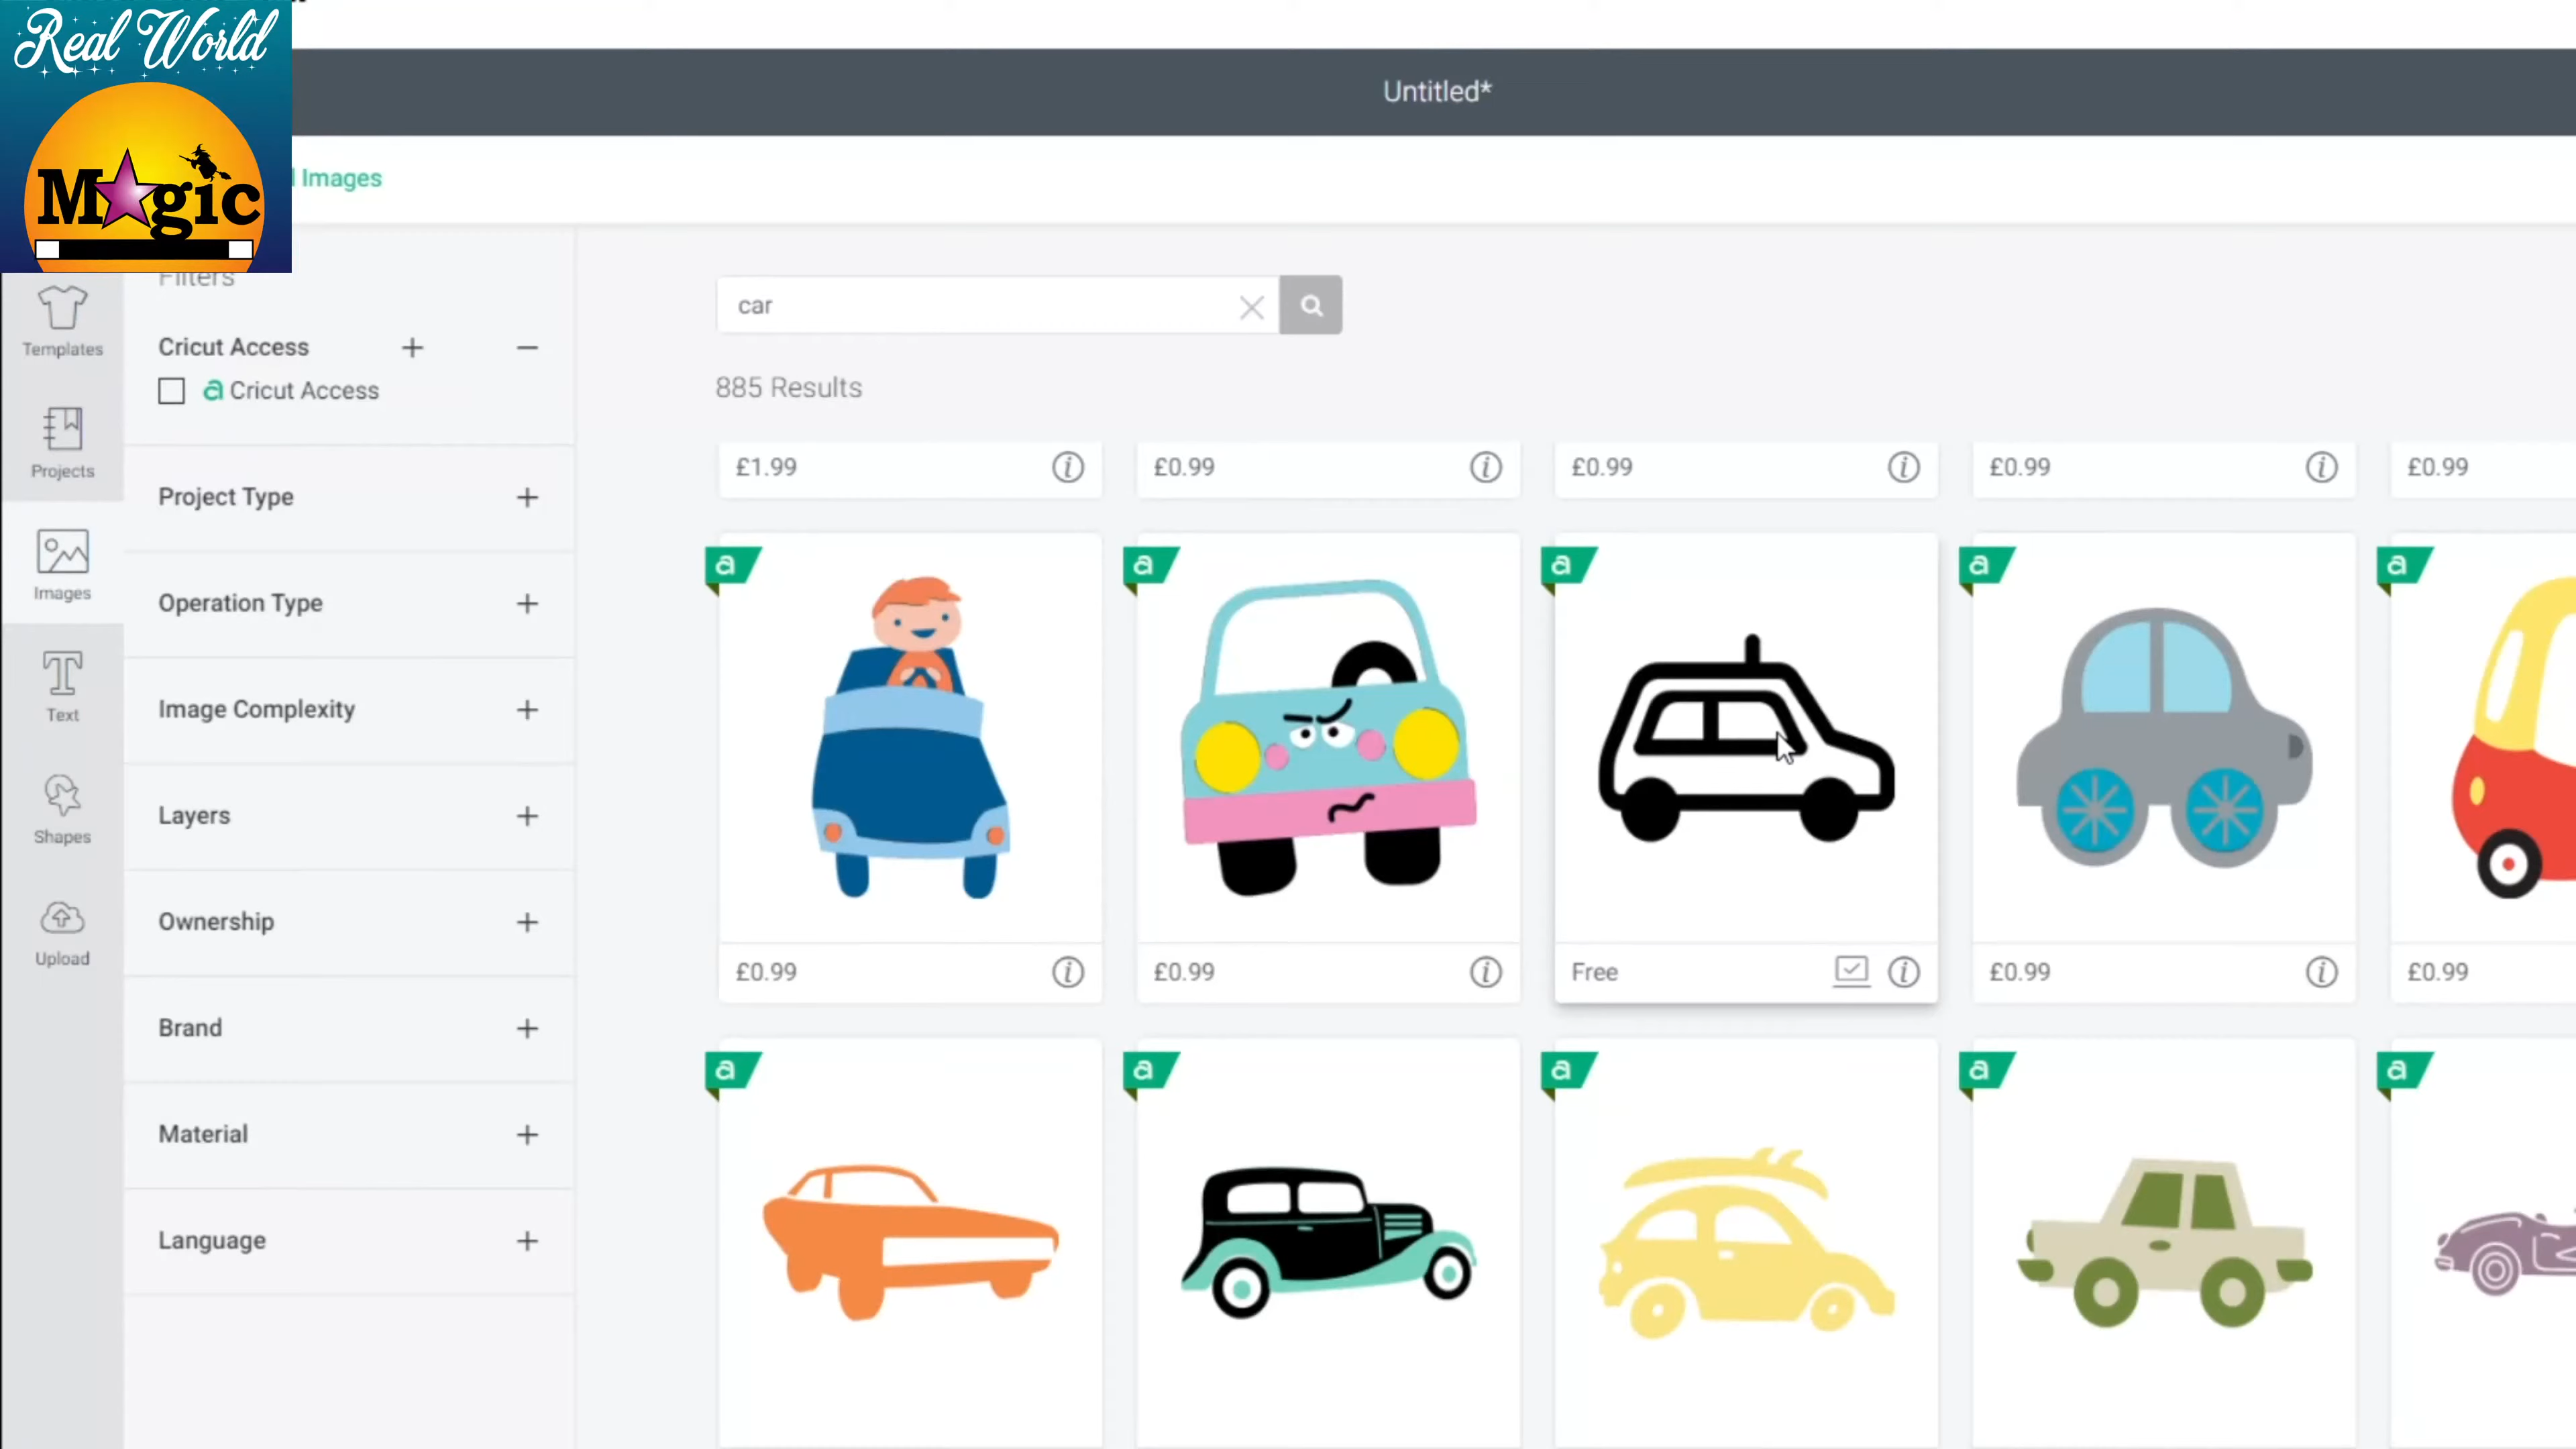 Real World
Magic
Untitled*
Images
Filters
Templates
Cricut Access
a Cricut Access
Projects
Project Type
Images
Operation Type
Text
Image Complexity
Shapes
Layers
Upload
Ownership
Brand
Material
Language
car
885 Results
£1.99
£0.99
£0.99
£0.99
£0.99
a
a
a
a
a
£0.99
£0.99
Free
£0.99
£0.99
a
a
a
a
a